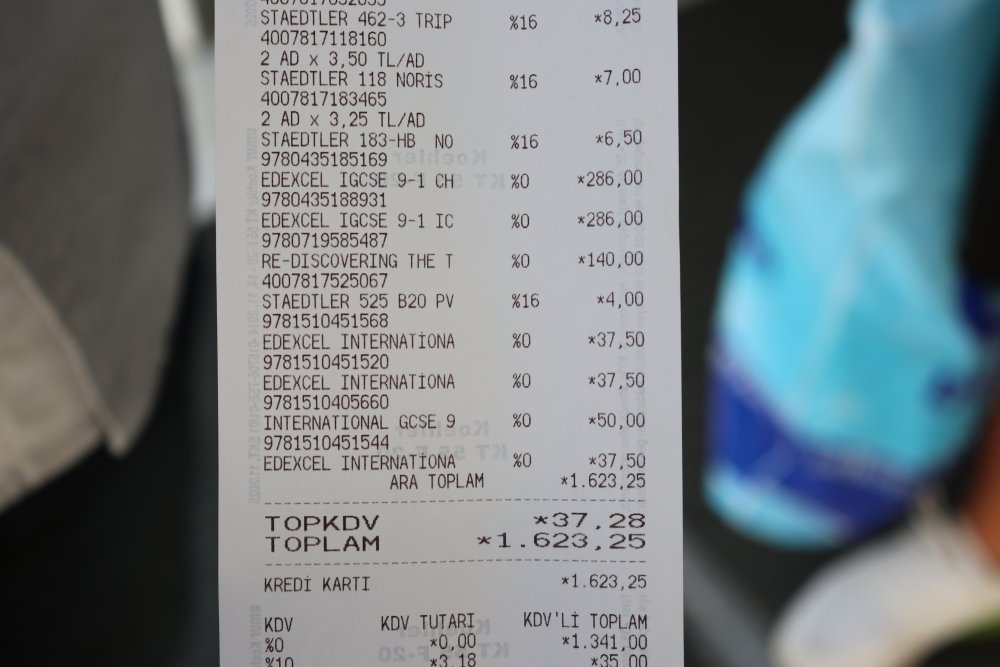 STAEDTLER 462-3 TRIP %16 *8,25
4007817118160
2 AD x 3,50 TL/AD
STAEDTLER 118 NORİS %16 *7,00
4007817183465
2 AD x 3,25 TL/AD
STAEDTLER 183-HB NO %16 *6,50
9780435185169
EDEXCEL IGCSE 9-1 CH %0 *286,00
9780435188931
EDEXCEL IGCSE 9-1 IC %0 *286,00
9780719585487
RE-DISCOVERING THE T %0 *140,00
4007817525067
STAEDTLER 525 B20 PV %16 *4,00
9781510451568
EDEXCEL INTERNATİONA %0 *37,50
9781510451520
EDEXCEL INTERNATİONA %0 *37,50
9781510405660
INTERNATIONAL GCSE 9 %0 *50,00
9781510451544
EDEXCEL INTERNATİONA %0 *37,50
ARA TOPLAM *1.623,25
TOPKDV *37,28
TOPLAM *1.623,25
KREDİ KARTI *1.623,25
KDV KDV TUTARI KDV'Lİ TOPLAM
%0 *0,00 *1.341,00
%10 *3,18 *35,00